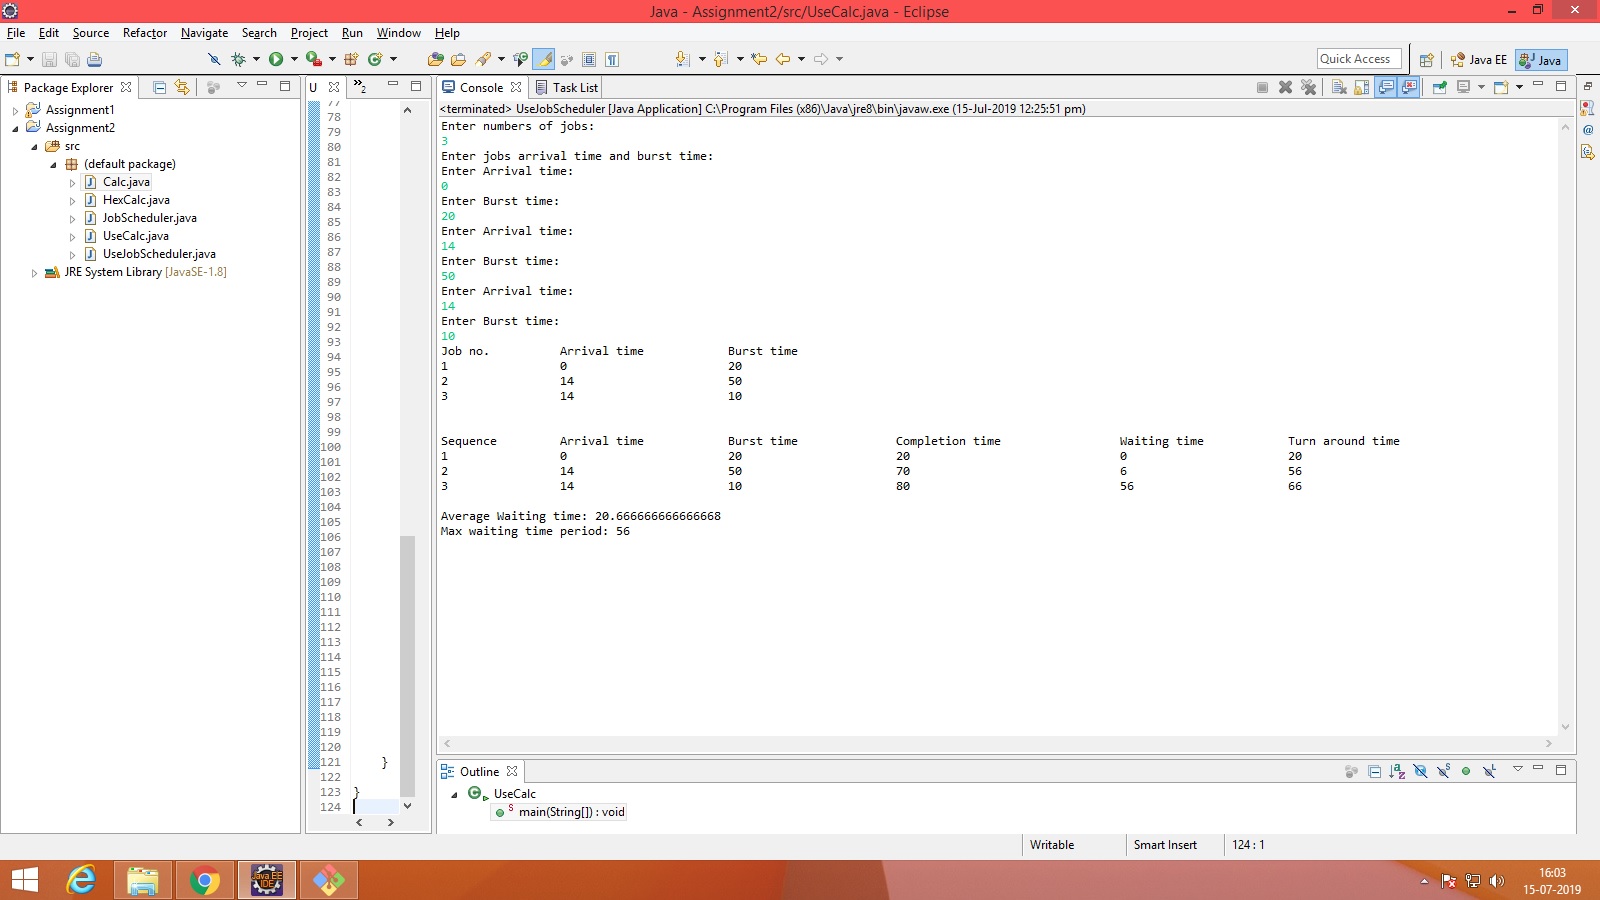 Java - Assignment2/src/UseCalc.java - Eclipse
File Edit Source Refactor Navigate Search Project Run Window Help
Quick Access Java EE Java
Package Explorer
Assignment1
Assignment2
src
(default package)
Calc.java
HexCalc.java
JobScheduler.java
UseCalc.java
UseJobScheduler.java
JRE System Library [JavaSE-1.8]
U 2
77
78
79
80
81
82
83
84
85
86
87
88
89
90
91
92
93
94
95
96
97
98
99
100
101
102
103
104
105
106
107
108
109
110
111
112
113
114
115
116
117
118
119
120
121 }
122
123 }
124
Console Task List
<terminated> UseJobScheduler [Java Application] C:\Program Files (x86)\Java\jre8\bin\javaw.exe (15-Jul-2019 12:25:51 pm)
Enter numbers of jobs:
3
Enter jobs arrival time and burst time:
Enter Arrival time:
0
Enter Burst time:
20
Enter Arrival time:
14
Enter Burst time:
50
Enter Arrival time:
14
Enter Burst time:
10
Job no. Arrival time Burst time
1 0 20
2 14 50
3 14 10
Sequence Arrival time Burst time Completion time Waiting time Turn around time
1 0 20 20 0 20
2 14 50 70 6 56
3 14 10 80 56 66
Average Waiting time: 20.666666666666668
Max waiting time period: 56
Outline
UseCalc
main(String[]) : void
Writable Smart Insert 124 : 1
Java EE
IDE
16:03
15-07-2019